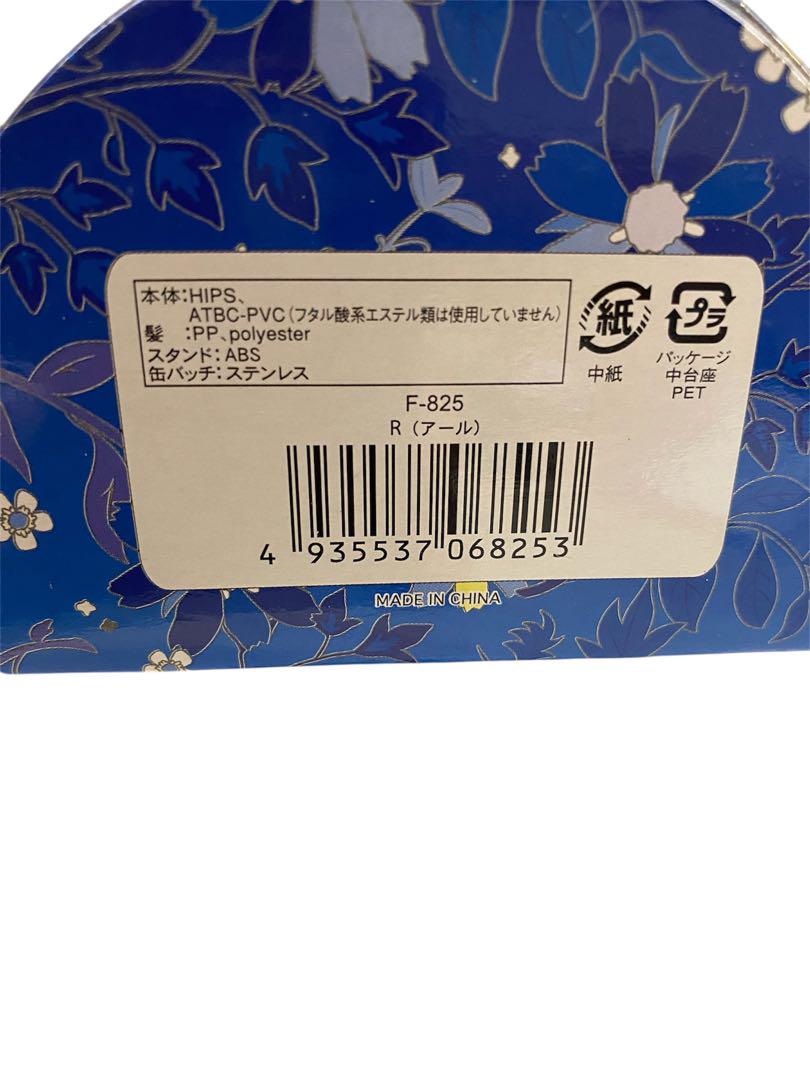 本体:HIPS、
ATBC-PVC(フタル酸系エステル類は使用していません)
髪 :PP、polyester
スタンド:ABS
缶バッチ:ステンレス
紙
中紙
プラ
パッケージ
中台座
PET
F-825
R(アール)
4 935537 068253
MADE IN CHINA